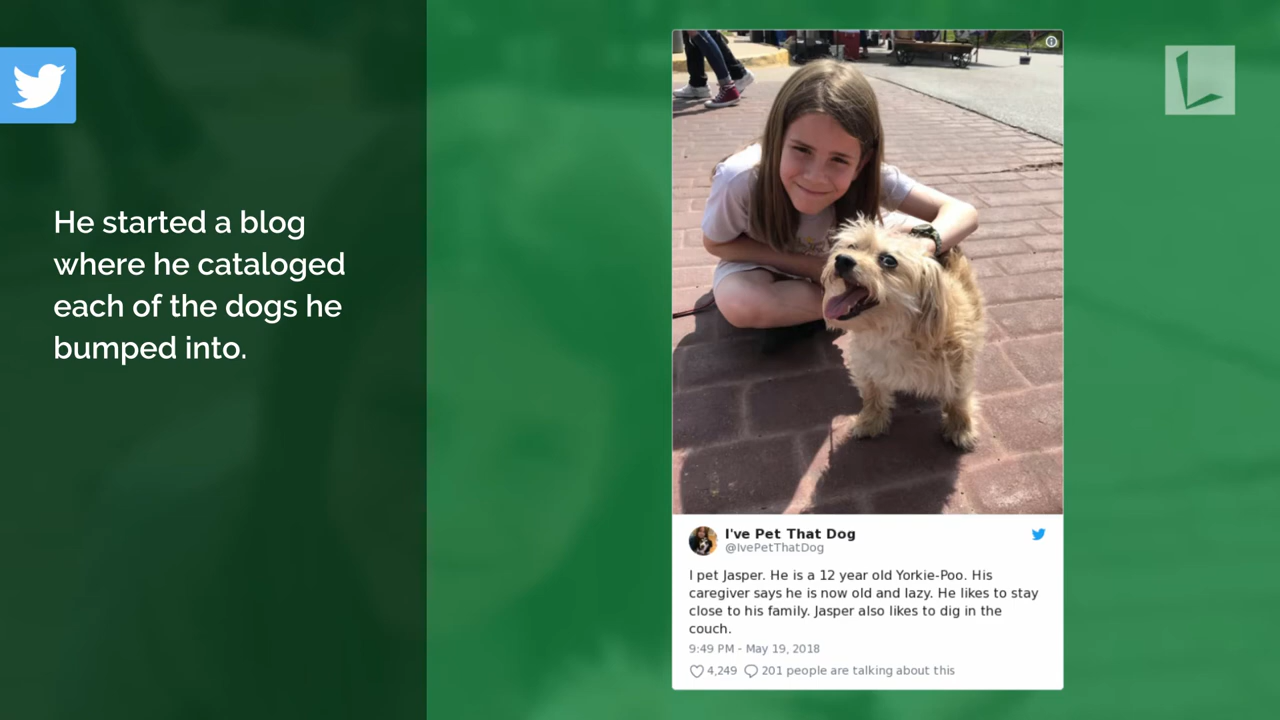 He started a blog
where he cataloged
each of the dogs he
bumped into.
I've Pet That Dog
@IvePetThatDog
I pet Jasper. He is a 12 year old Yorkie-Poo. His
caregiver says he is now old and lazy. He likes to stay
close to his family. Jasper also likes to dig in the
couch.
9:49 PM - May 19, 2018
4,249 201 people are talking about this